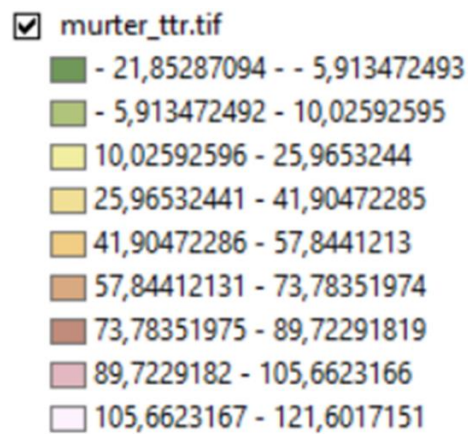 murter_ttr.tif
- 21,85287094 - - 5,913472493
- 5,913472492 - 10,02592595
10,02592596 - 25,9653244
25,96532441 - 41,90472285
41,90472286 - 57,8441213
57,84412131 - 73,78351974
73,78351975 - 89,72291819
89,7229182 - 105,6623166
105,6623167 - 121,6017151